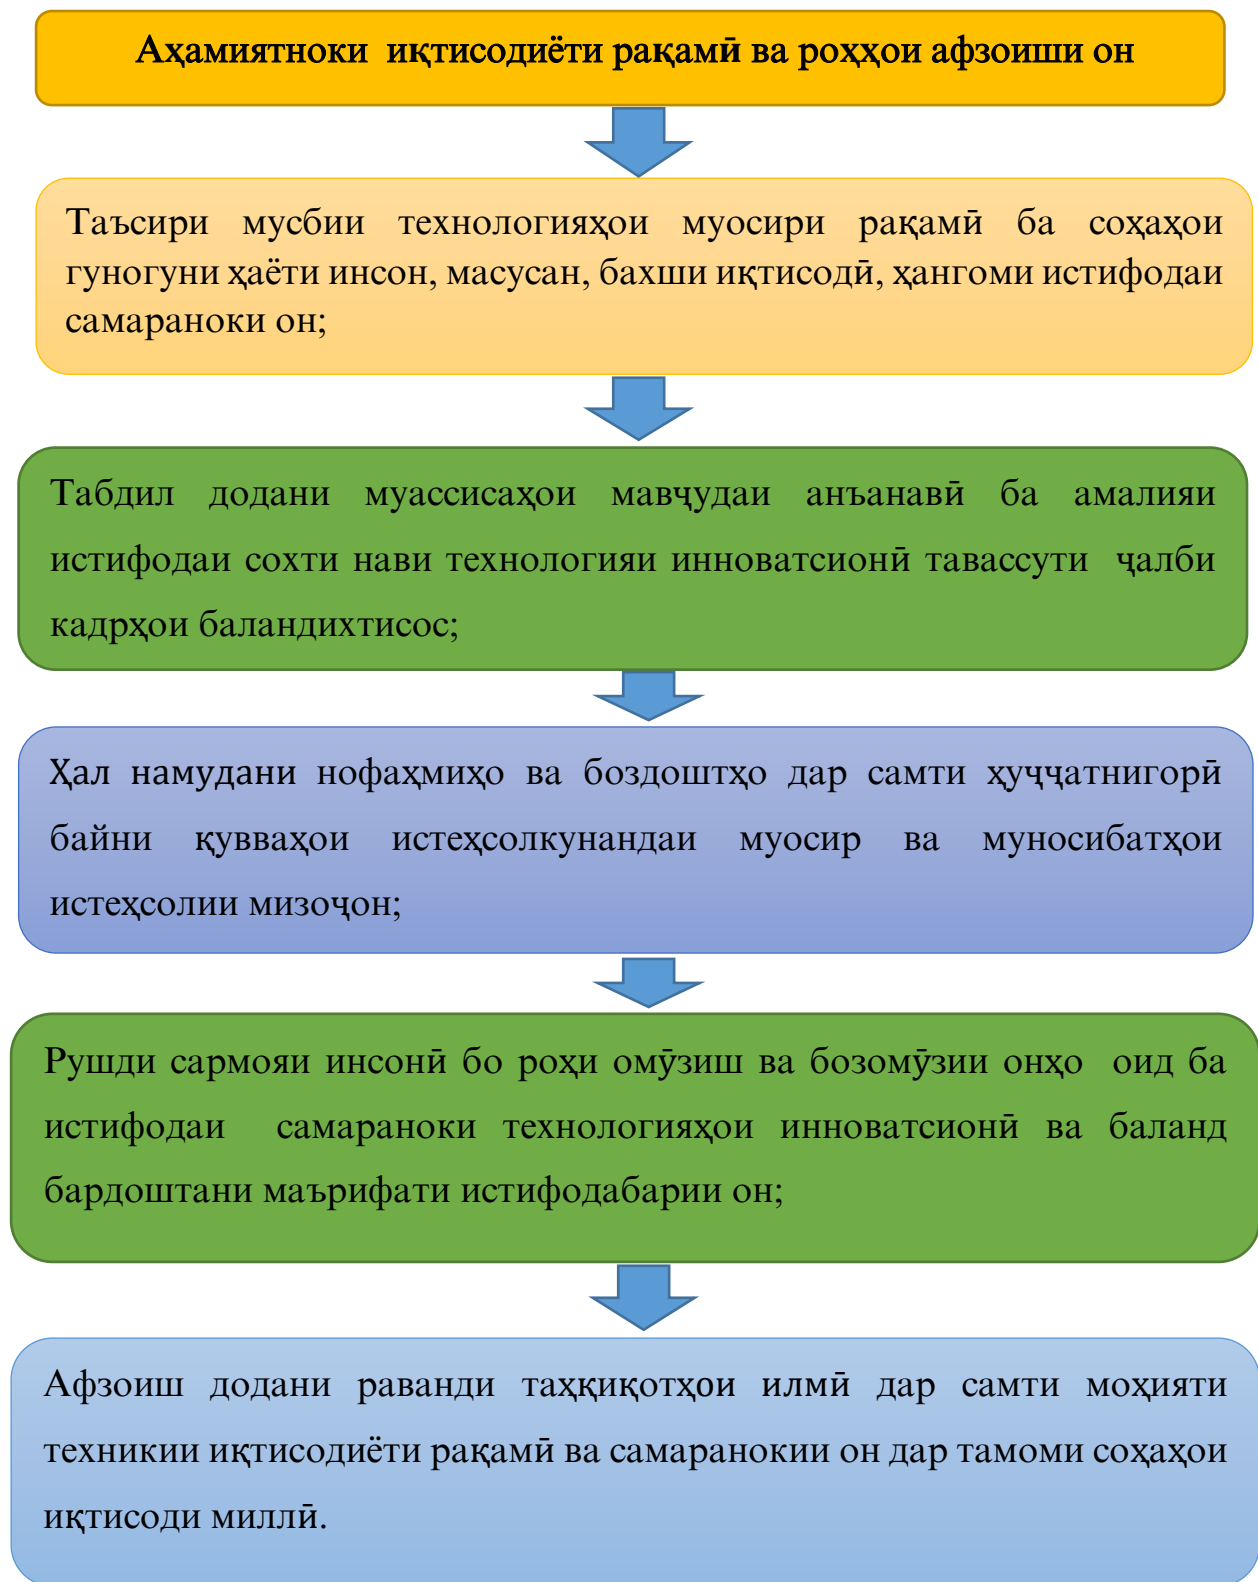 Аҳамиятноки иқтисодиёти рақамӣ ва роҳҳои афзоиши он
Таъсири мусбии технологияҳои муосири рақамӣ ба соҳаҳои
гуногуни ҳаёти инсон, масусан, бахши иқтисодӣ, ҳангоми истифодаи
самараноки он;
Табдил додани муассисаҳои мавҷудаи анъанавӣ ба амалияи
истифодаи сохти нави технологияи инноватсионӣ тавассути ҷалби
кадрҳои баландихтисос;
Ҳал намудани нофаҳмиҳо ва боздоштҳо дар самти ҳуҷҷатнигорӣ
байни қувваҳои истеҳсолкунандаи муосир ва муносибатҳои
истеҳсолии мизоҷон;
Рушди сармояи инсонӣ бо роҳи омӯзиш ва бозомӯзии онҳо оид ба
истифодаи самараноки технологияҳои инноватсионӣ ва баланд
бардоштани маърифати истифодабарии он;
Афзоиш додани раванди таҳқиқотҳои илмӣ дар самти моҳияти
техникии иқтисодиёти рақамӣ ва самаранокии он дар тамоми соҳаҳои
иқтисоди миллӣ.